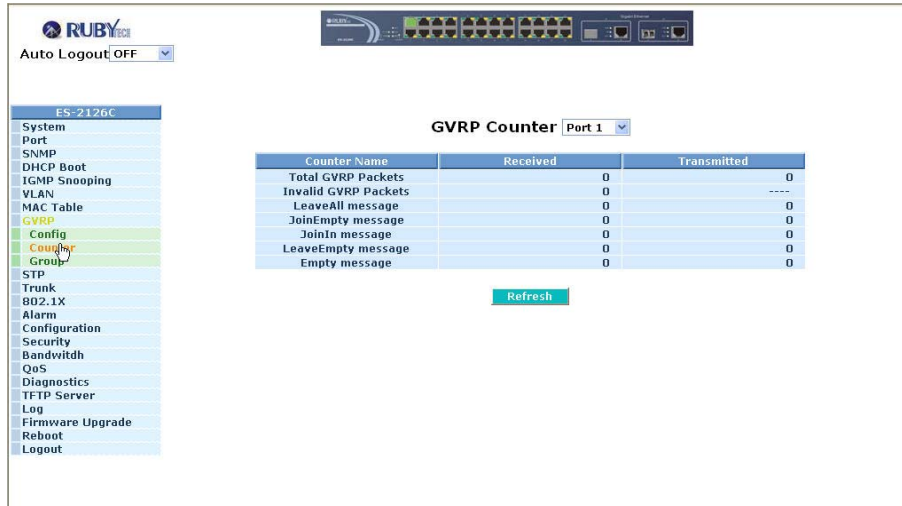 RUBYTECH
Auto Logout OFF
ES-2126C
System
Port
SNMP
DHCP Boot
IGMP Snooping
VLAN
MAC Table
GVRP
Config
Counter
Group
STP
Trunk
802.1X
Alarm
Configuration
Security
Bandwitdh
QoS
Diagnostics
TFTP Server
Log
Firmware Upgrade
Reboot
Logout
GVRP Counter Port 1
Counter Name Received Transmitted
Total GVRP Packets 0 0
Invalid GVRP Packets 0 ----
LeaveAll message 0 0
JoinEmpty message 0 0
JoinIn message 0 0
LeaveEmpty message 0 0
Empty message 0 0
Refresh